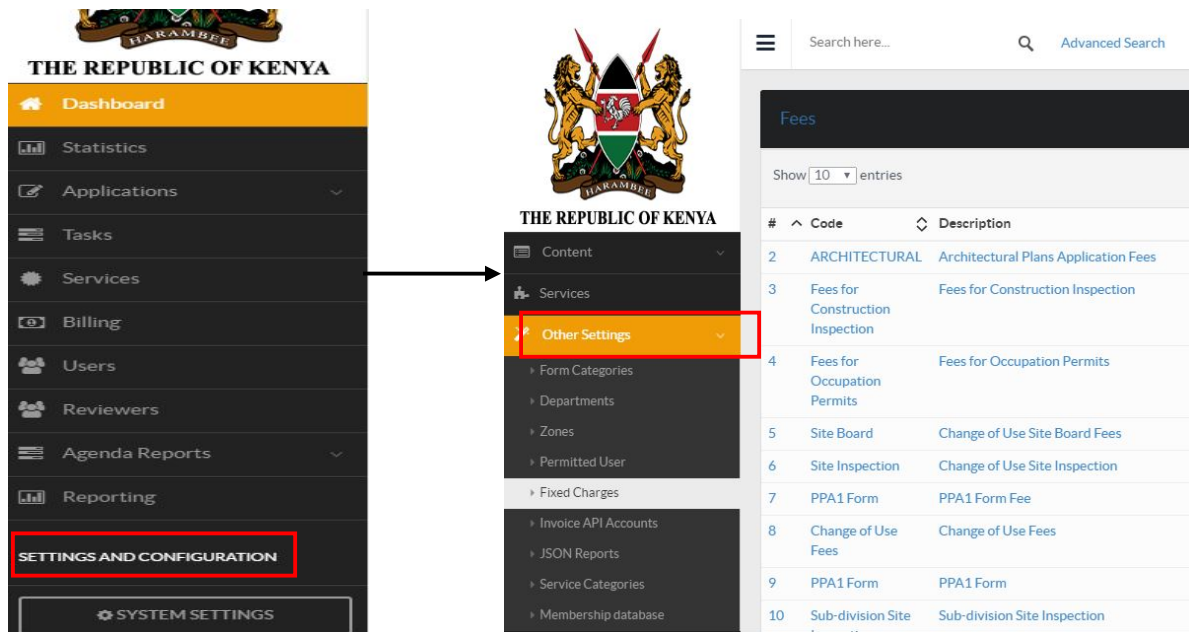 HARAMBEE
THE REPUBLIC OF KENYA
Dashboard
Statistics
Applications
Tasks
Services
Billing
Users
Reviewers
Agenda Reports
Reporting
SETTINGS AND CONFIGURATION
SYSTEM SETTINGS
HARAMBEE
THE REPUBLIC OF KENYA
Content
Services
Other Settings
Form Categories
Departments
Zones
Permitted User
Fixed Charges
Invoice API Accounts
JSON Reports
Service Categories
Membership database
Search here... Advanced Search
Fees
Show 10 entries
# Code Description
2 ARCHITECTURAL Architectural Plans Application Fees
3 Fees for Fees for Construction Inspection
Construction
Inspection
4 Fees for Fees for Occupation Permits
Occupation
Permits
5 Site Board Change of Use Site Board Fees
6 Site Inspection Change of Use Site Inspection
7 PPA1 Form PPA1 Form Fee
8 Change of Use Change of Use Fees
Fees
9 PPA1 Form PPA1 Form
10 Sub-division Site Sub-division Site Inspection